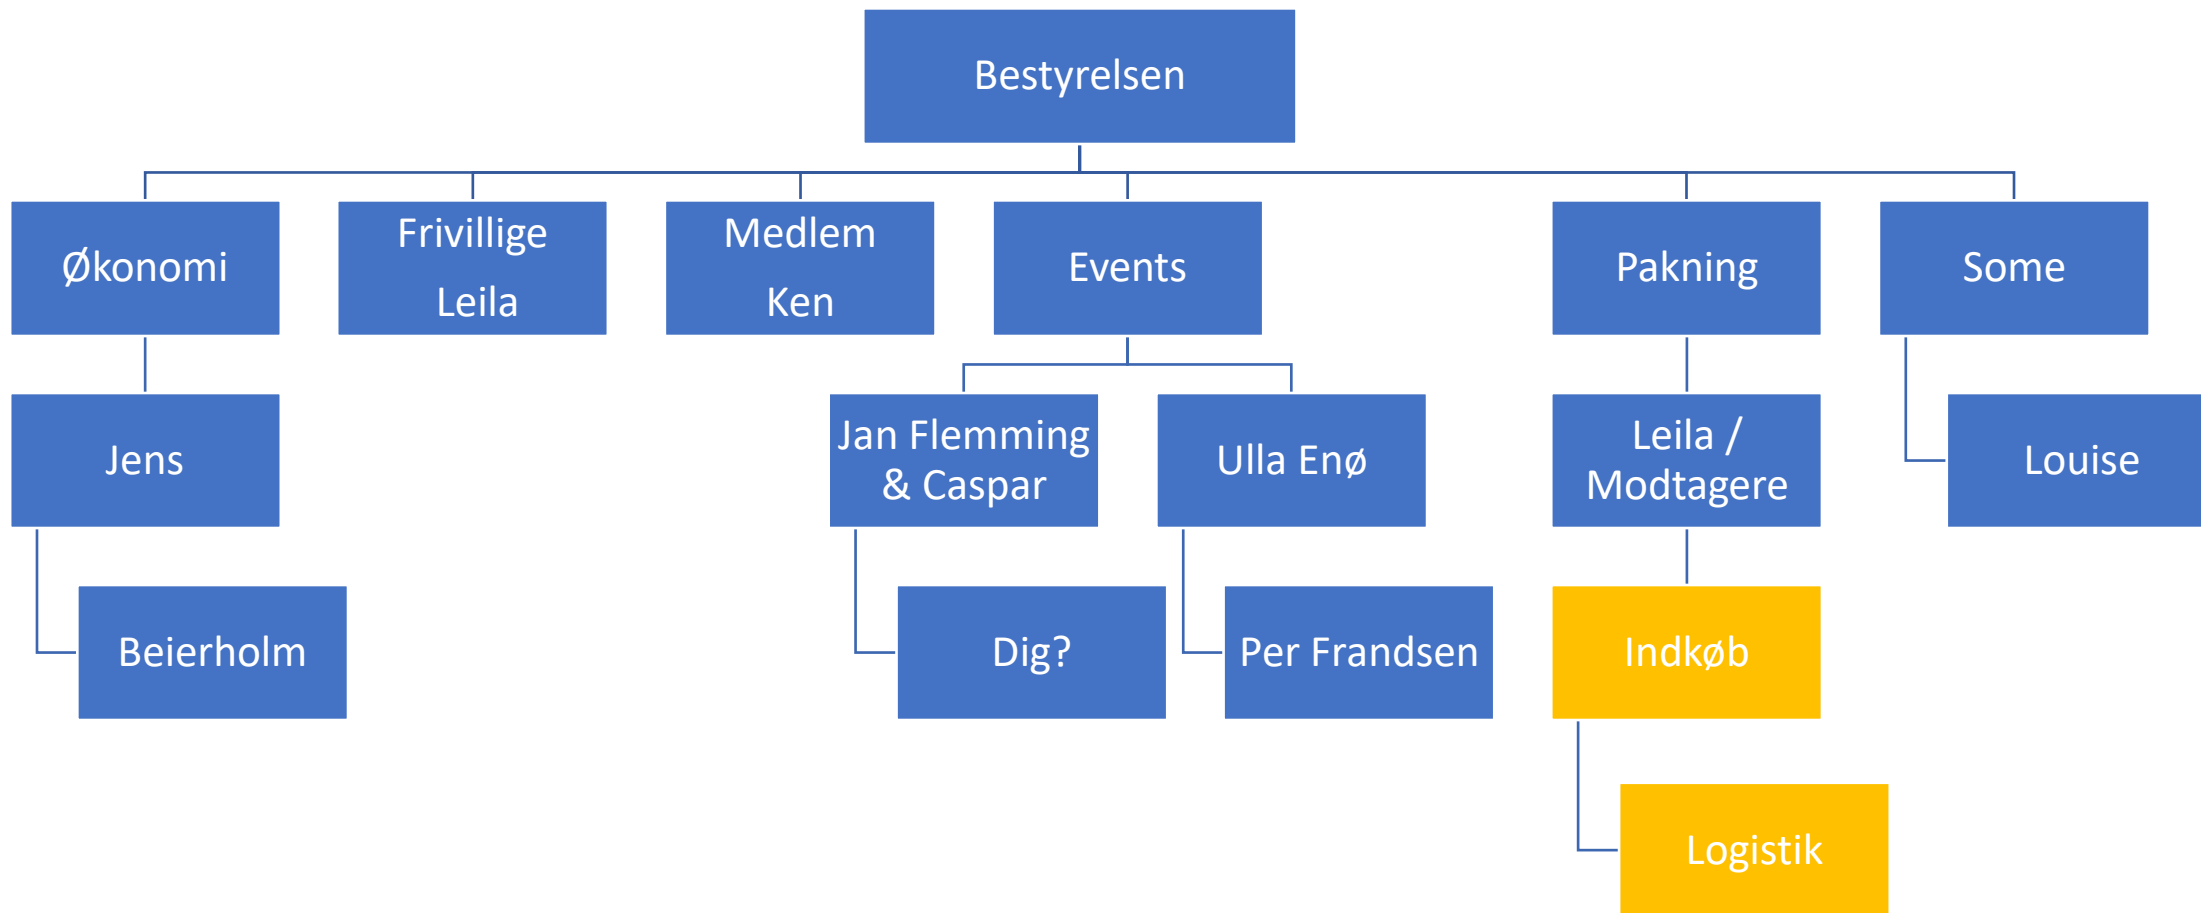 Bestyrelsen
Økonomi
Frivillige
Leila
Medlem
Ken
Events
Pakning
Some
Jens
Jan Flemming
& Caspar
Ulla Enø
Leila /
Modtagere
Louise
Beierholm
Dig?
Per Frandsen
Indkøb
Logistik